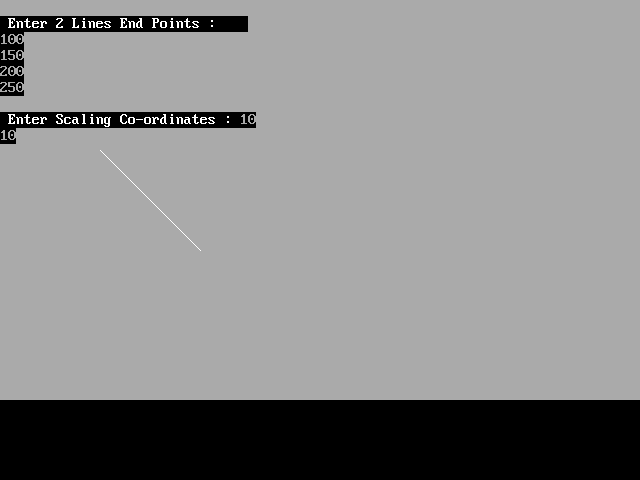 Enter 2 Lines End Points :
100
150
200
250
Enter Scaling Co-ordinates : 10
10